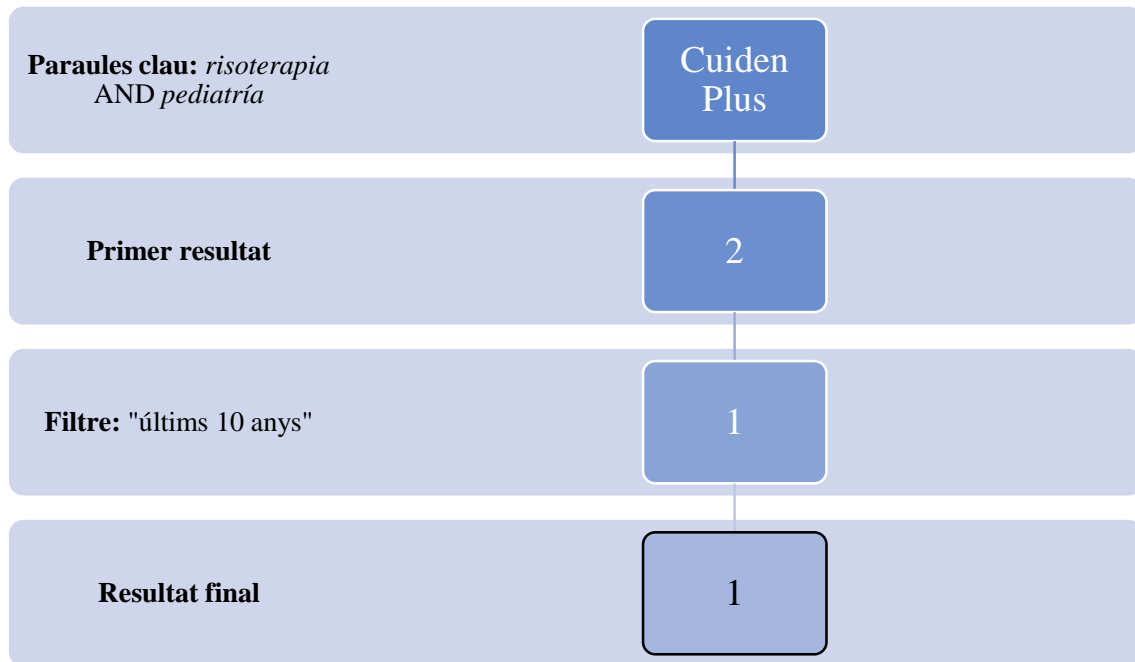 Paraules clau: risoterapia
AND pediatría
Cuiden
Plus
Primer resultat
2
Filtre: "últims 10 anys"
1
Resultat final
1